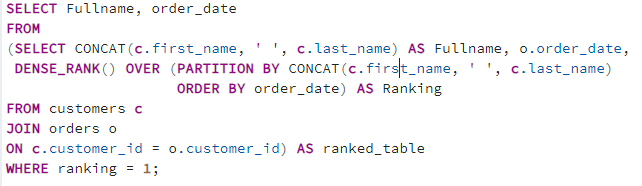 SELECT Fullname, order_date
FROM
(SELECT CONCAT(c.first_name, ' ', c.last_name) AS Fullname, o.order_date,
DENSE_RANK() OVER (PARTITION BY CONCAT(c.first_name, ' ', c.last_name)
ORDER BY order_date) AS Ranking
FROM customers c
JOIN orders o
ON c.customer_id = o.customer_id) AS ranked_table
WHERE ranking = 1;